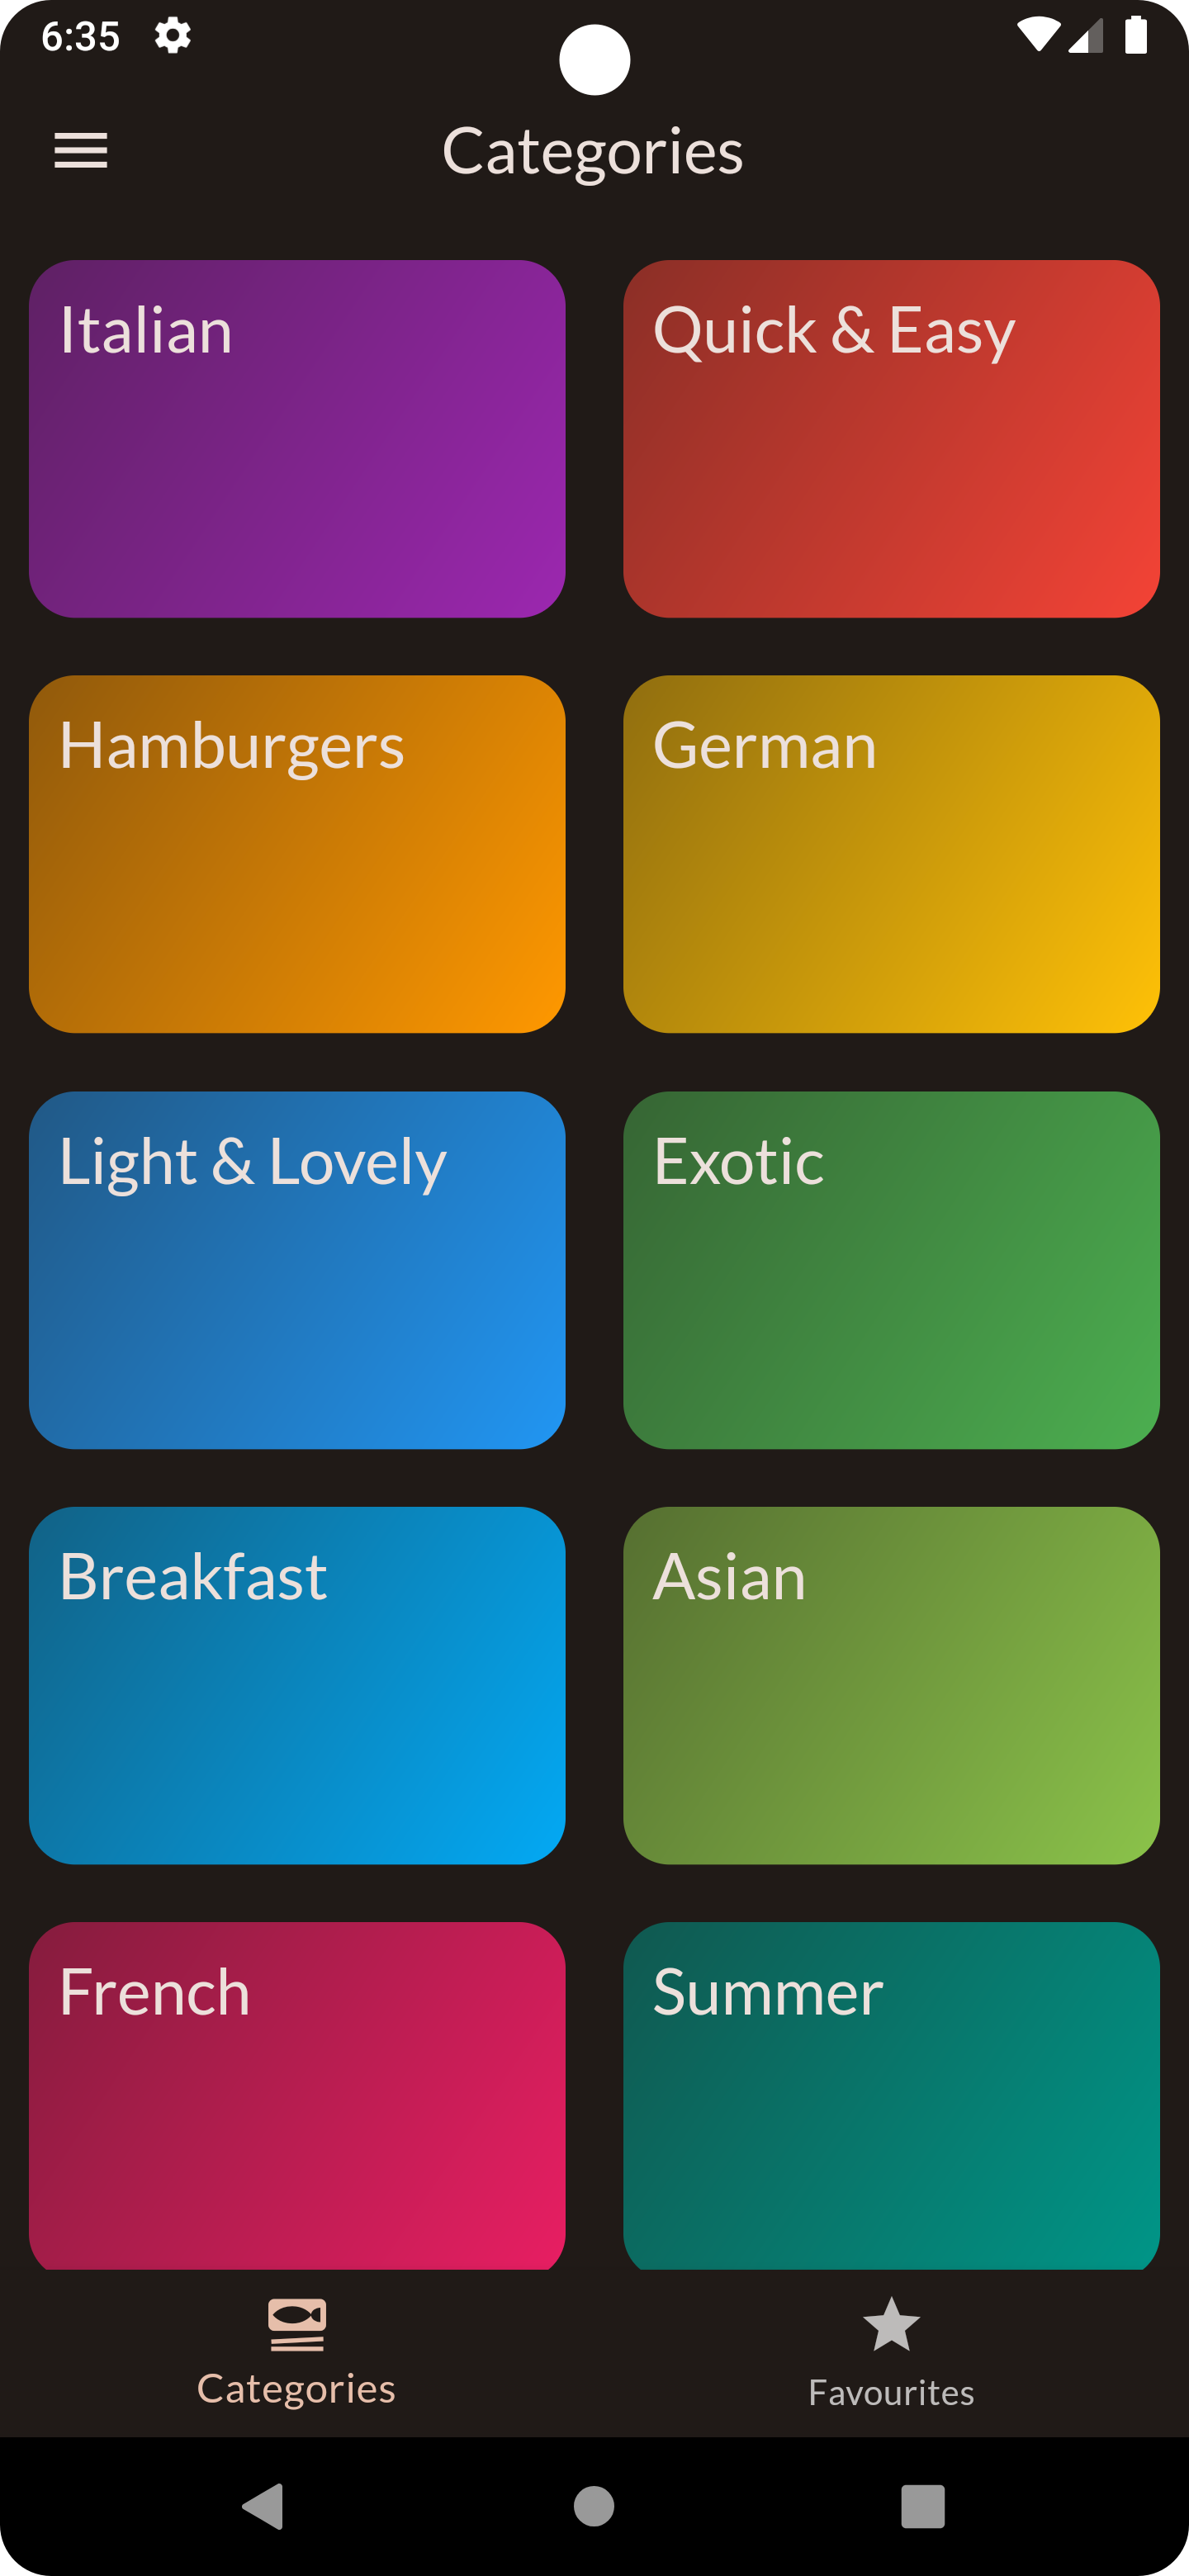 6:35
Categories
Italian
Quick & Easy
Hamburgers
German
Light & Lovely
Exotic
Breakfast
Asian
French
Summer
Categories
Favourites